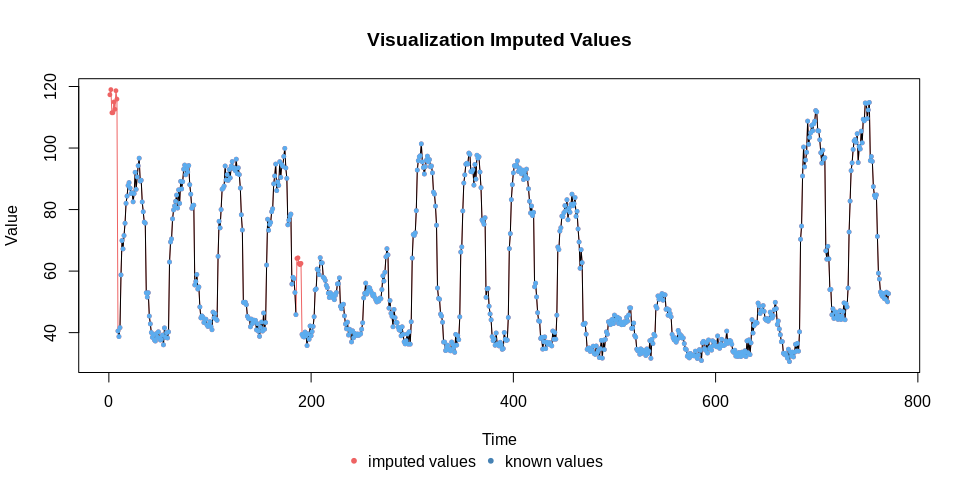 Visualization Imputed Values
120
100
80
60
40
Value
0 200 400 600 800
Time
imputed values known values